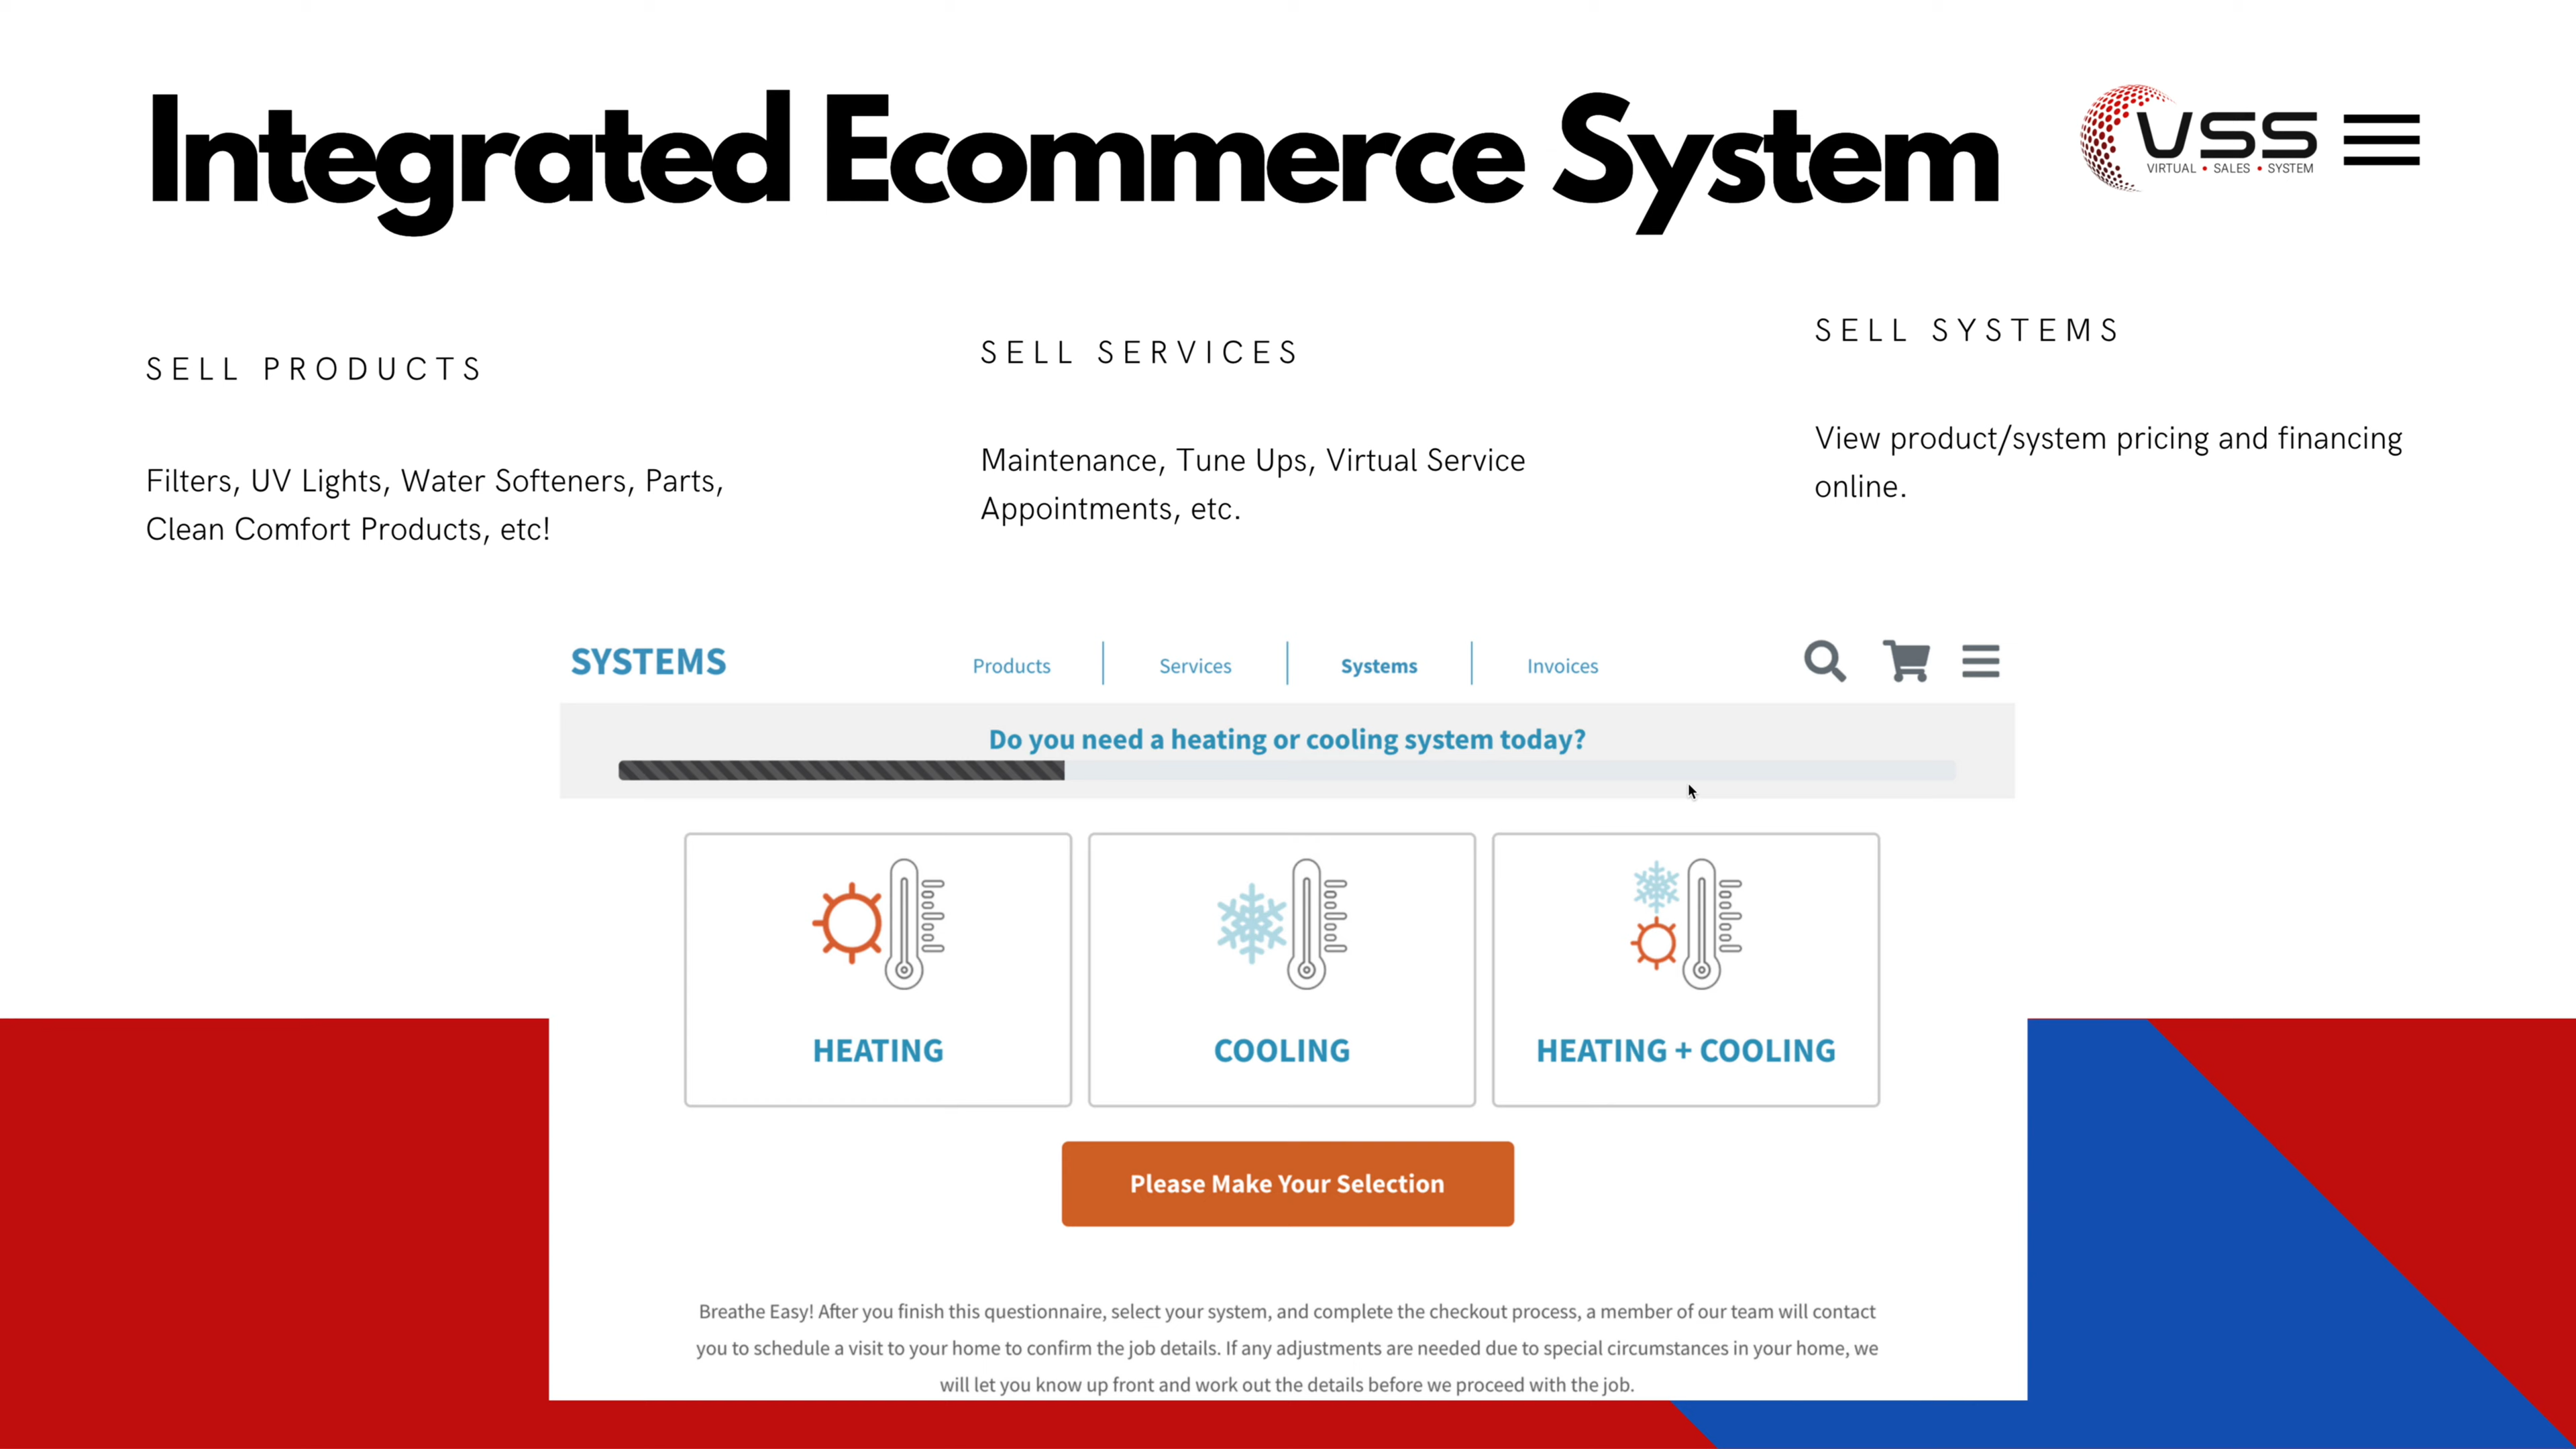 Integrated Ecommerce System
VSS
VIRTUAL • SALES • SYSTEM
SELL PRODUCTS
Filters, UV Lights, Water Softeners, Parts,
Clean Comfort Products, etc!
SELL SERVICES
Maintenance, Tune Ups, Virtual Service
Appointments, etc.
SELL SYSTEMS
View product/system pricing and financing
online.
SYSTEMS
Products
Services
Systems
Invoices
Do you need a heating or cooling system today?
HEATING
COOLING
HEATING + COOLING
Please Make Your Selection
Breathe Easy! After you finish this questionnaire, select your system, and complete the checkout process, a member of our team will contact
you to schedule a visit to your home to confirm the job details. If any adjustments are needed due to special circumstances in your home, we
will let you know up front and work out the details before we proceed with the job.